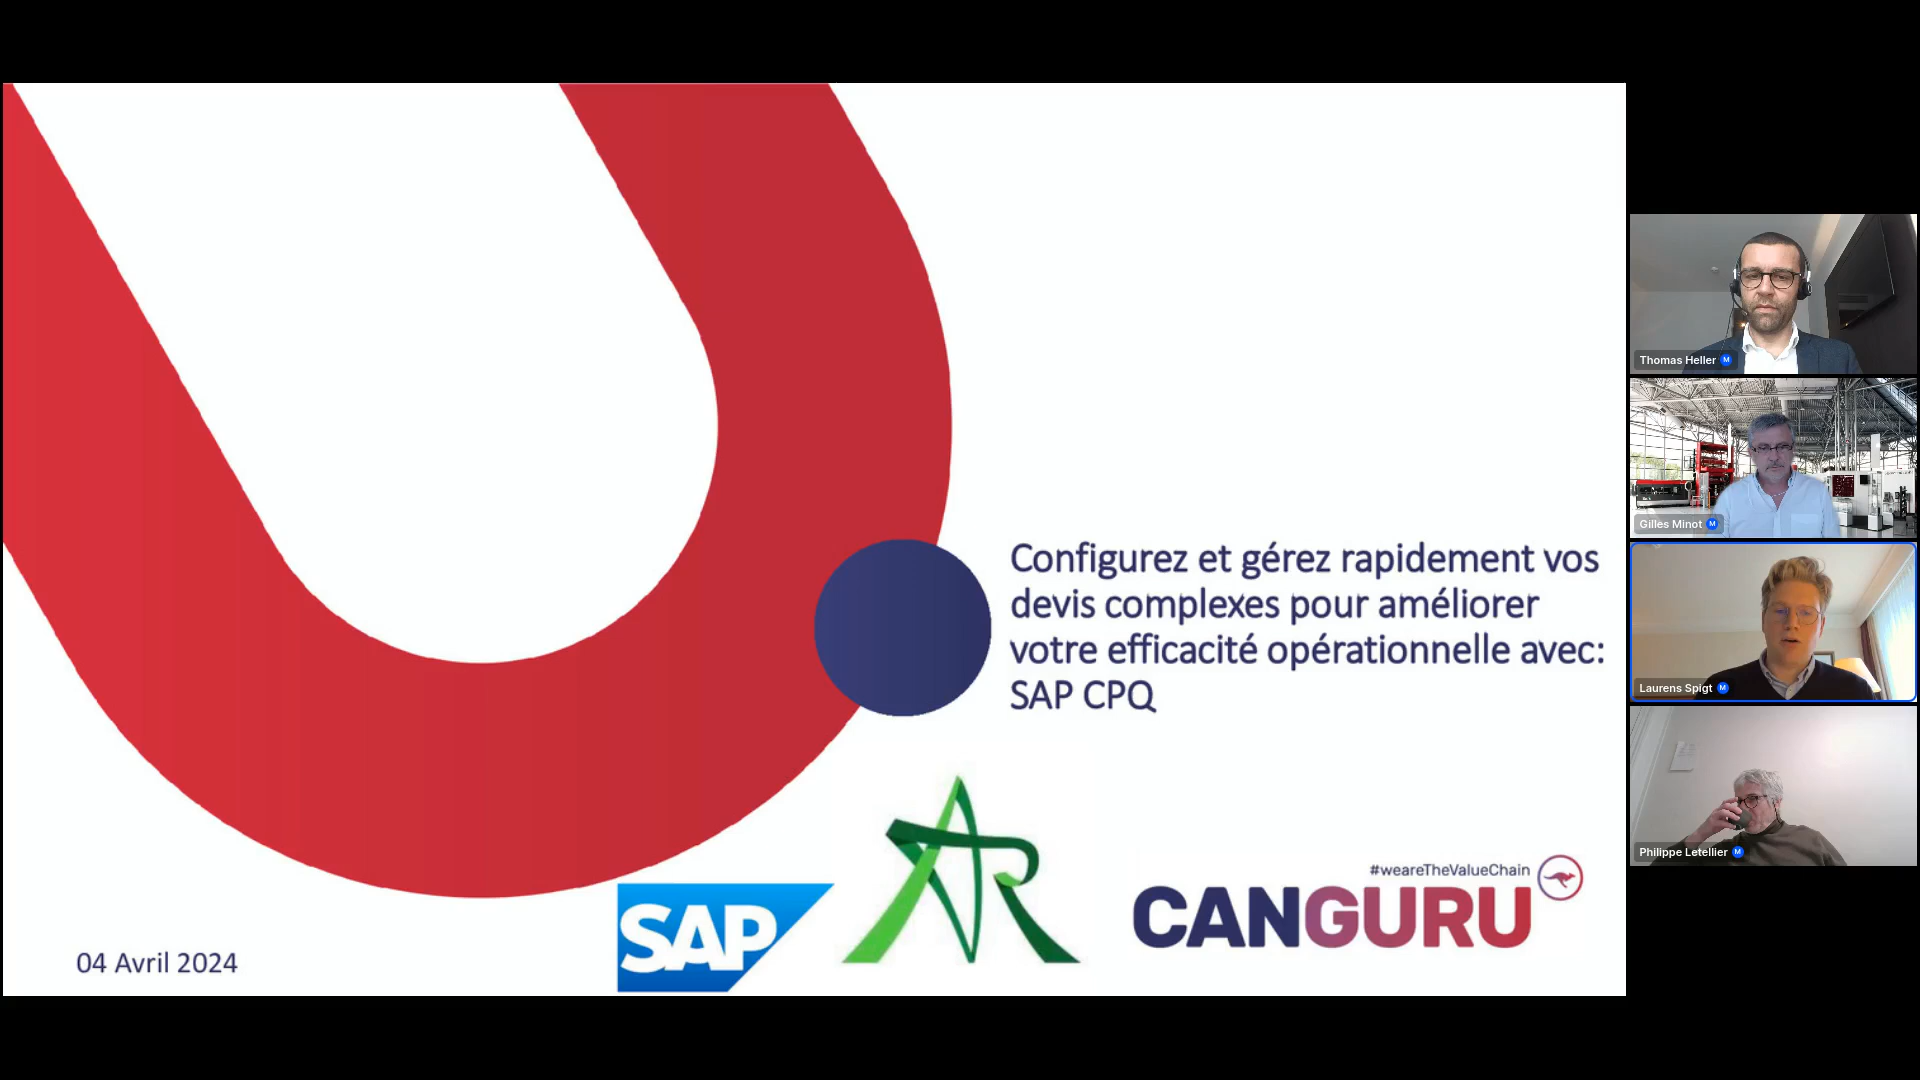 Configurez et gérez rapidement vos
devis complexes pour améliorer
votre efficacité opérationnelle avec:
SAP CPQ
#weareTheValueChain
CANGURU
SAP
AR
04 Avril 2024
Thomas Heller M
Gilles Minot M
Laurens Spigt M
Philippe Letellier M